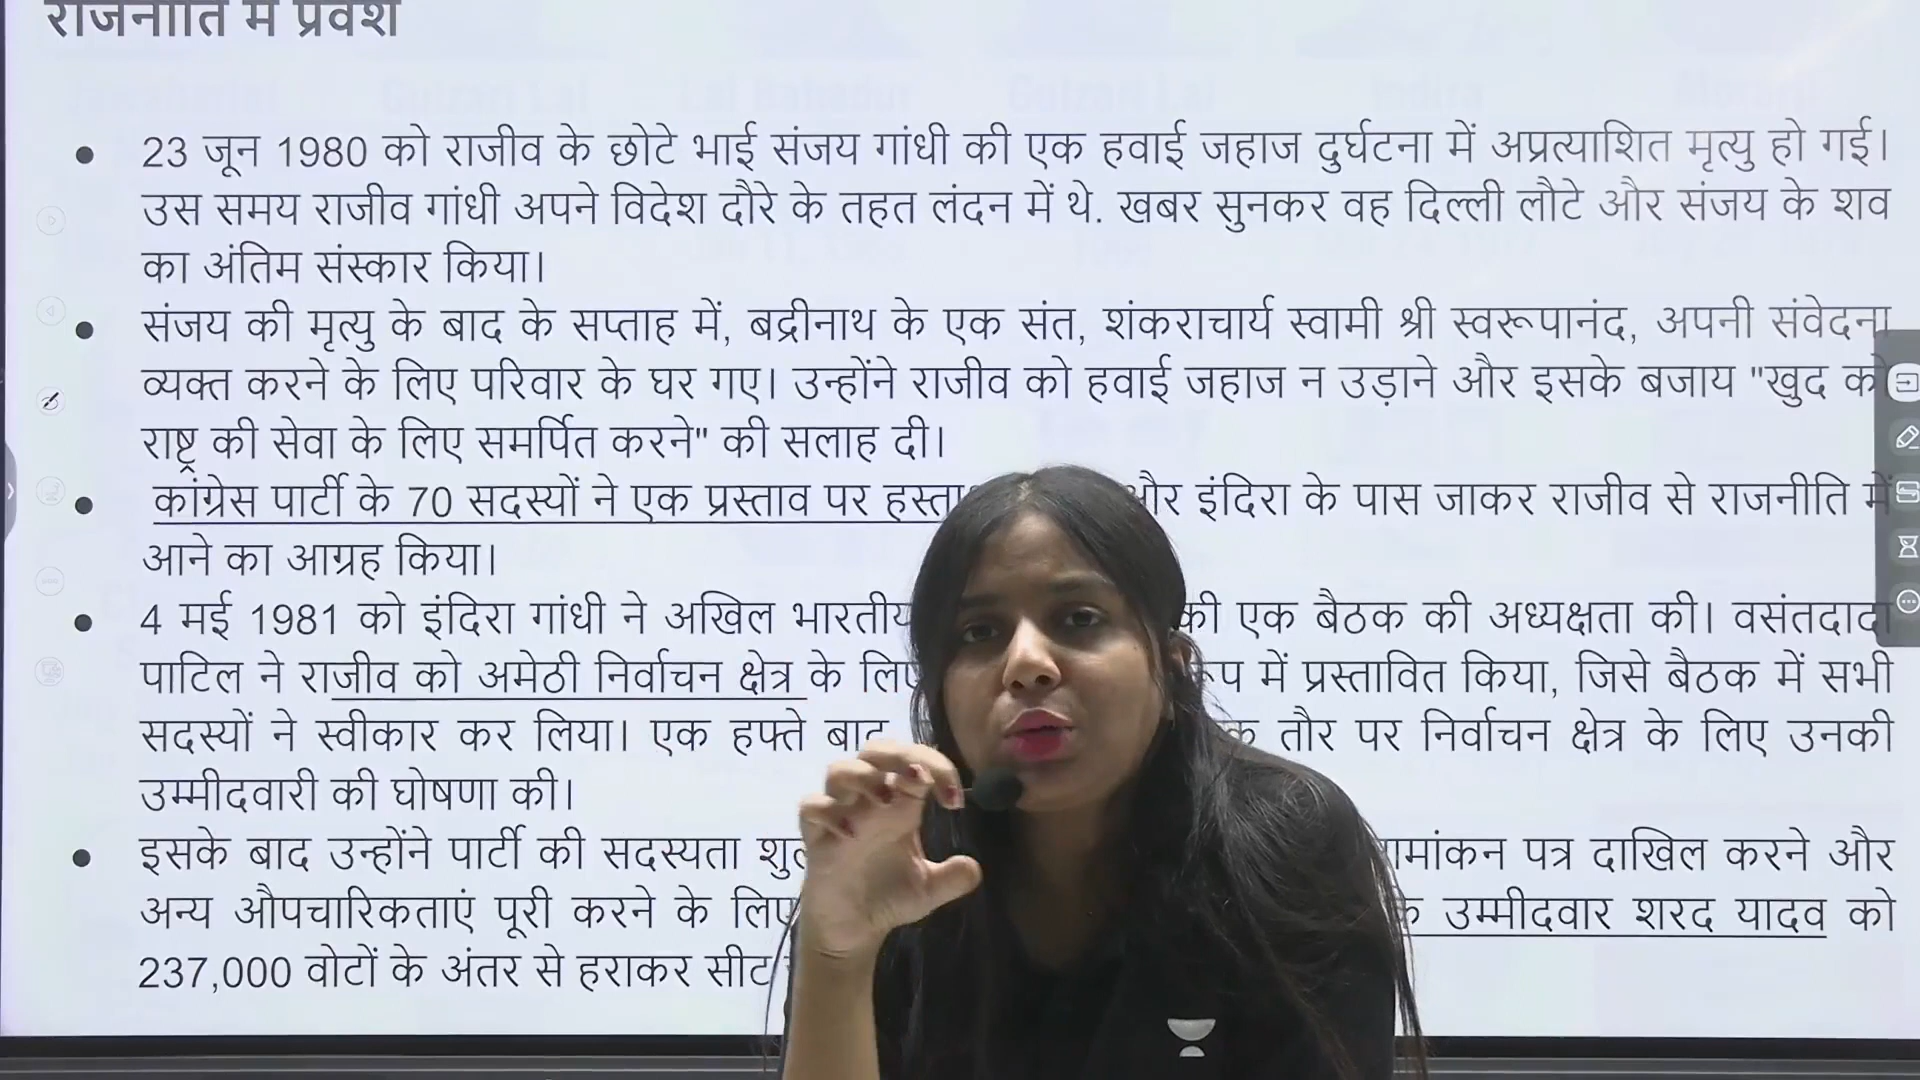 राजनीति में प्रवेश
23 जून 1980 को राजीव के छोटे भाई संजय गांधी की एक हवाई जहाज दुर्घटना में अप्रत्याशित मृत्यु हो गई।
उस समय राजीव गांधी अपने विदेश दौरे के तहत लंदन में थे. खबर सुनकर वह दिल्ली लौटे और संजय के शव
का अंतिम संस्कार किया।
संजय की मृत्यु के बाद के सप्ताह में, बद्रीनाथ के एक संत, शंकराचार्य स्वामी श्री स्वरूपानंद, अपनी संवेदना
व्यक्त करने के लिए परिवार के घर गए। उन्होंने राजीव को हवाई जहाज न उड़ाने और इसके बजाय "खुद को
राष्ट्र की सेवा के लिए समर्पित करने" की सलाह दी।
कांग्रेस पार्टी के 70 सदस्यों ने एक प्रस्ताव पर और इंदिरा के पास जाकर राजीव से राजनीति में
आने का आग्रह किया।
4 मई 1981 को इंदिरा गांधी ने अखिल भारतीय की एक बैठक की अध्यक्षता की। वसंतदादा
पाटिल ने राजीव को अमेठी निर्वाचन क्षेत्र के लिए में प्रस्तावित किया, जिसे बैठक में सभी
सदस्यों ने स्वीकार कर लिया। एक हफ्ते बाद तौर पर निर्वाचन क्षेत्र के लिए उनकी
उम्मीदवारी की घोषणा की।
इसके बाद उन्होंने पार्टी की सदस्यता नामांकन पत्र दाखिल करने और
अन्य औपचारिकताएं पूरी करने के लिए के उम्मीदवार शरद यादव को
237,000 वोटों के अंतर से हराकर सीट